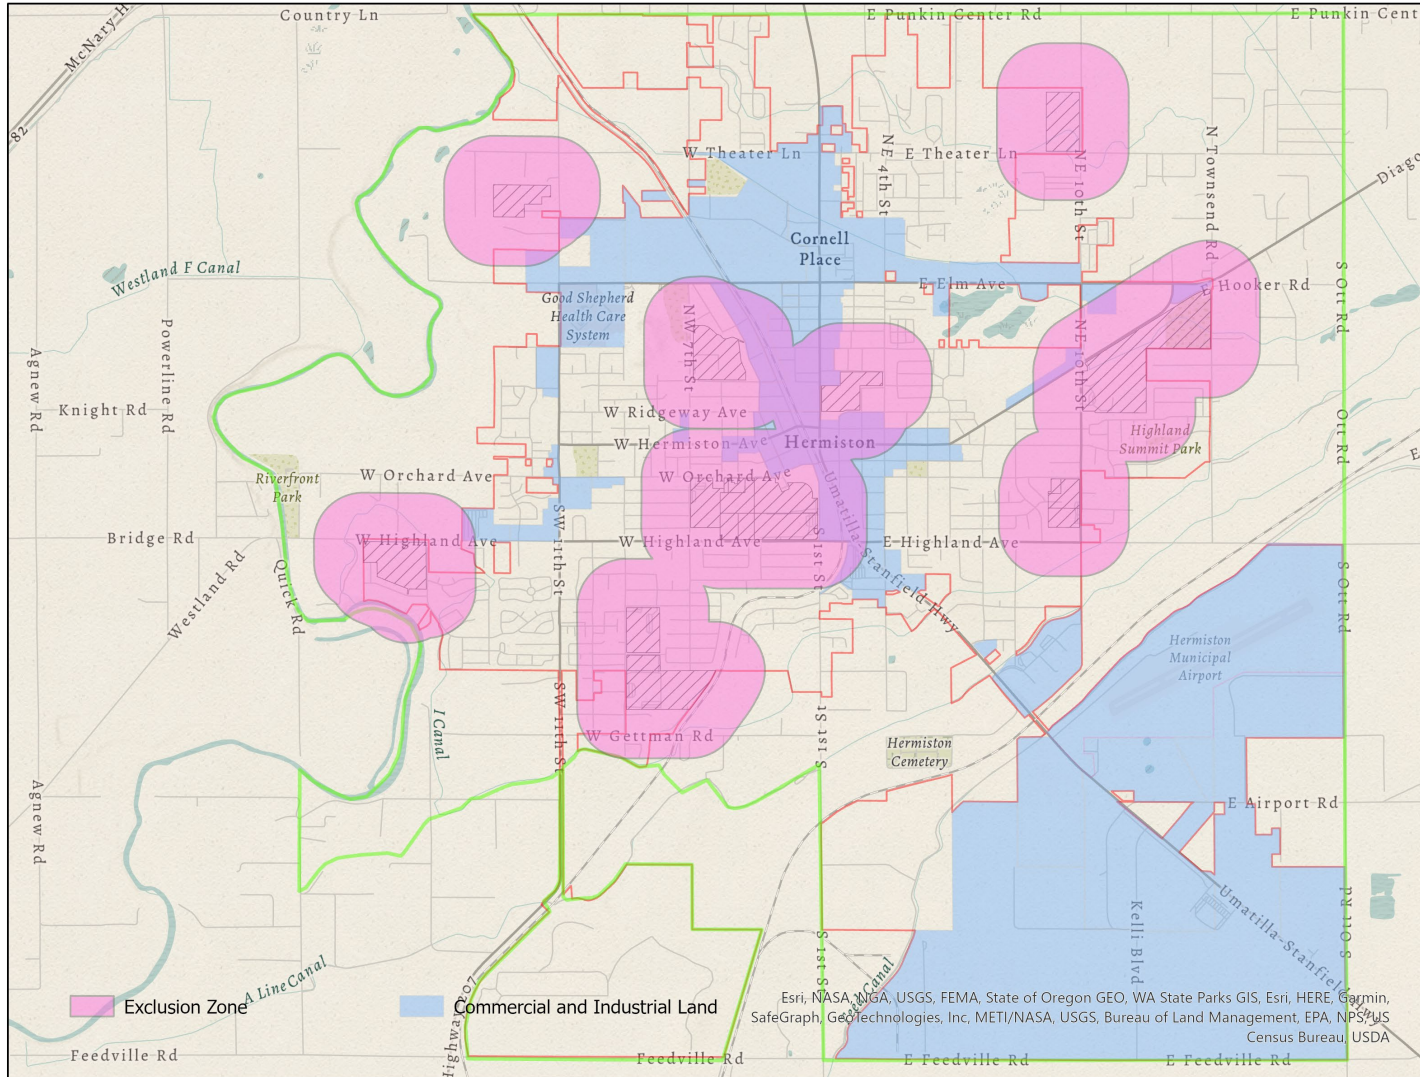 Country Ln
E Punkin Center Rd
E Punkin Cent
McNary H
82
W Theater Ln
E Theater Ln
NE 4th St
NE 10th St
N Townsend Rd
Diago
Cornell
Place
Westland F Canal
E Elm Ave
E Hooker Rd
S Ott Rd
Good Shepherd
Health Care
System
NW 7th St
NE 10th St
Powerline Rd
Agnew Rd
Knight Rd
W Ridgeway Ave
W Hermiston Ave
Hermiston
Highland
Summit Park
Ott Rd
E
W Orchard Ave
W Orchard Ave
Riverfront
Park
Umatilla-Stanfield Hwy
Bridge Rd
W Highland Ave
SW 11th St
W Highland Ave
S 1st St
E Highland Ave
Westland Rd
Quick Rd
S Ott Rd
Hermiston
Municipal
Airport
I Canal
SW 11th St
W Gettman Rd
S 1st St
Hermiston
Cemetery
Agnew Rd
E Airport Rd
Umatilla-Stanfield Hwy
Kelli Blvd
S Ott Rd
S 1st St
Feed Canal
A Line Canal
Highway 207
Exclusion Zone
Commercial and Industrial Land
Esri, NASA, NGA, USGS, FEMA, State of Oregon GEO, WA State Parks GIS, Esri, HERE, Garmin,
SafeGraph, GeoTechnologies, Inc, METI/NASA, USGS, Bureau of Land Management, EPA, NPS, US
Census Bureau, USDA
Feedville Rd
Feedville Rd
E Feedville Rd
E Feedville Rd